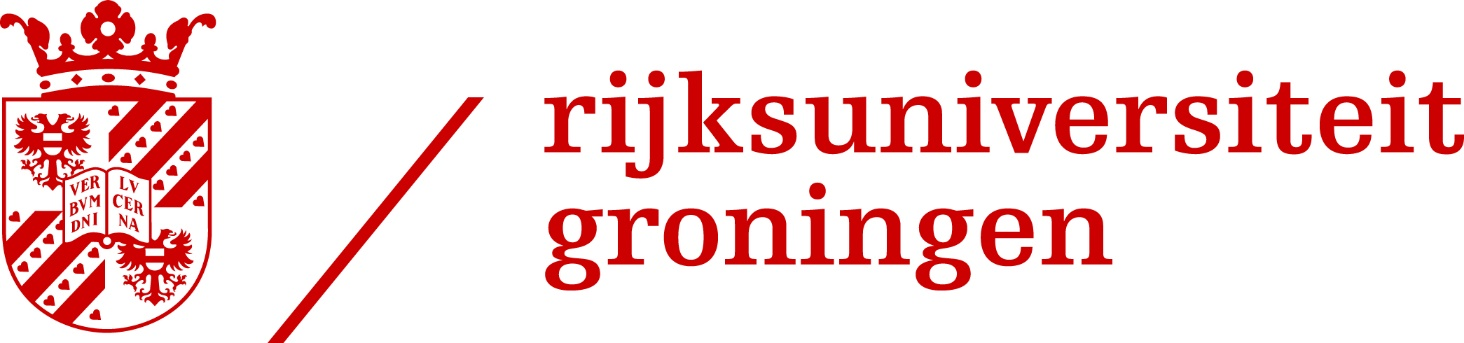 VER LV
BVM CER
DNI NA
rijksuniversiteit
groningen